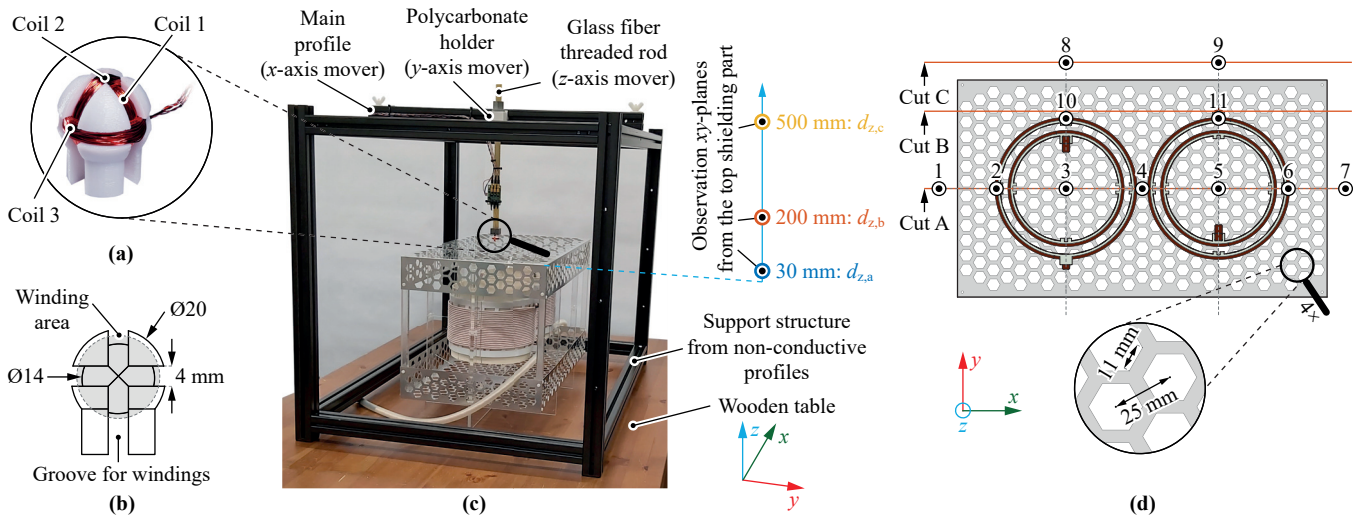 Coil 2
Coil 1
Coil 3
(a)
Winding
area
Ø20
Ø14
4 mm
Groove for windings
(b)
Main
profile
(x-axis mover)
Polycarbonate
holder
(y-axis mover)
Glass fiber
threaded rod
(z-axis mover)
Observation xy-planes
from the top shielding part
500 mm: dz,c
200 mm: dz,b
30 mm: dz,a
Support structure
from non-conductive
profiles
Wooden table
z
x
y
(c)
8
9
Cut C
10
11
Cut B
1
2
3
4
5
6
7
Cut A
4×
11 mm
25 mm
y
z
x
(d)